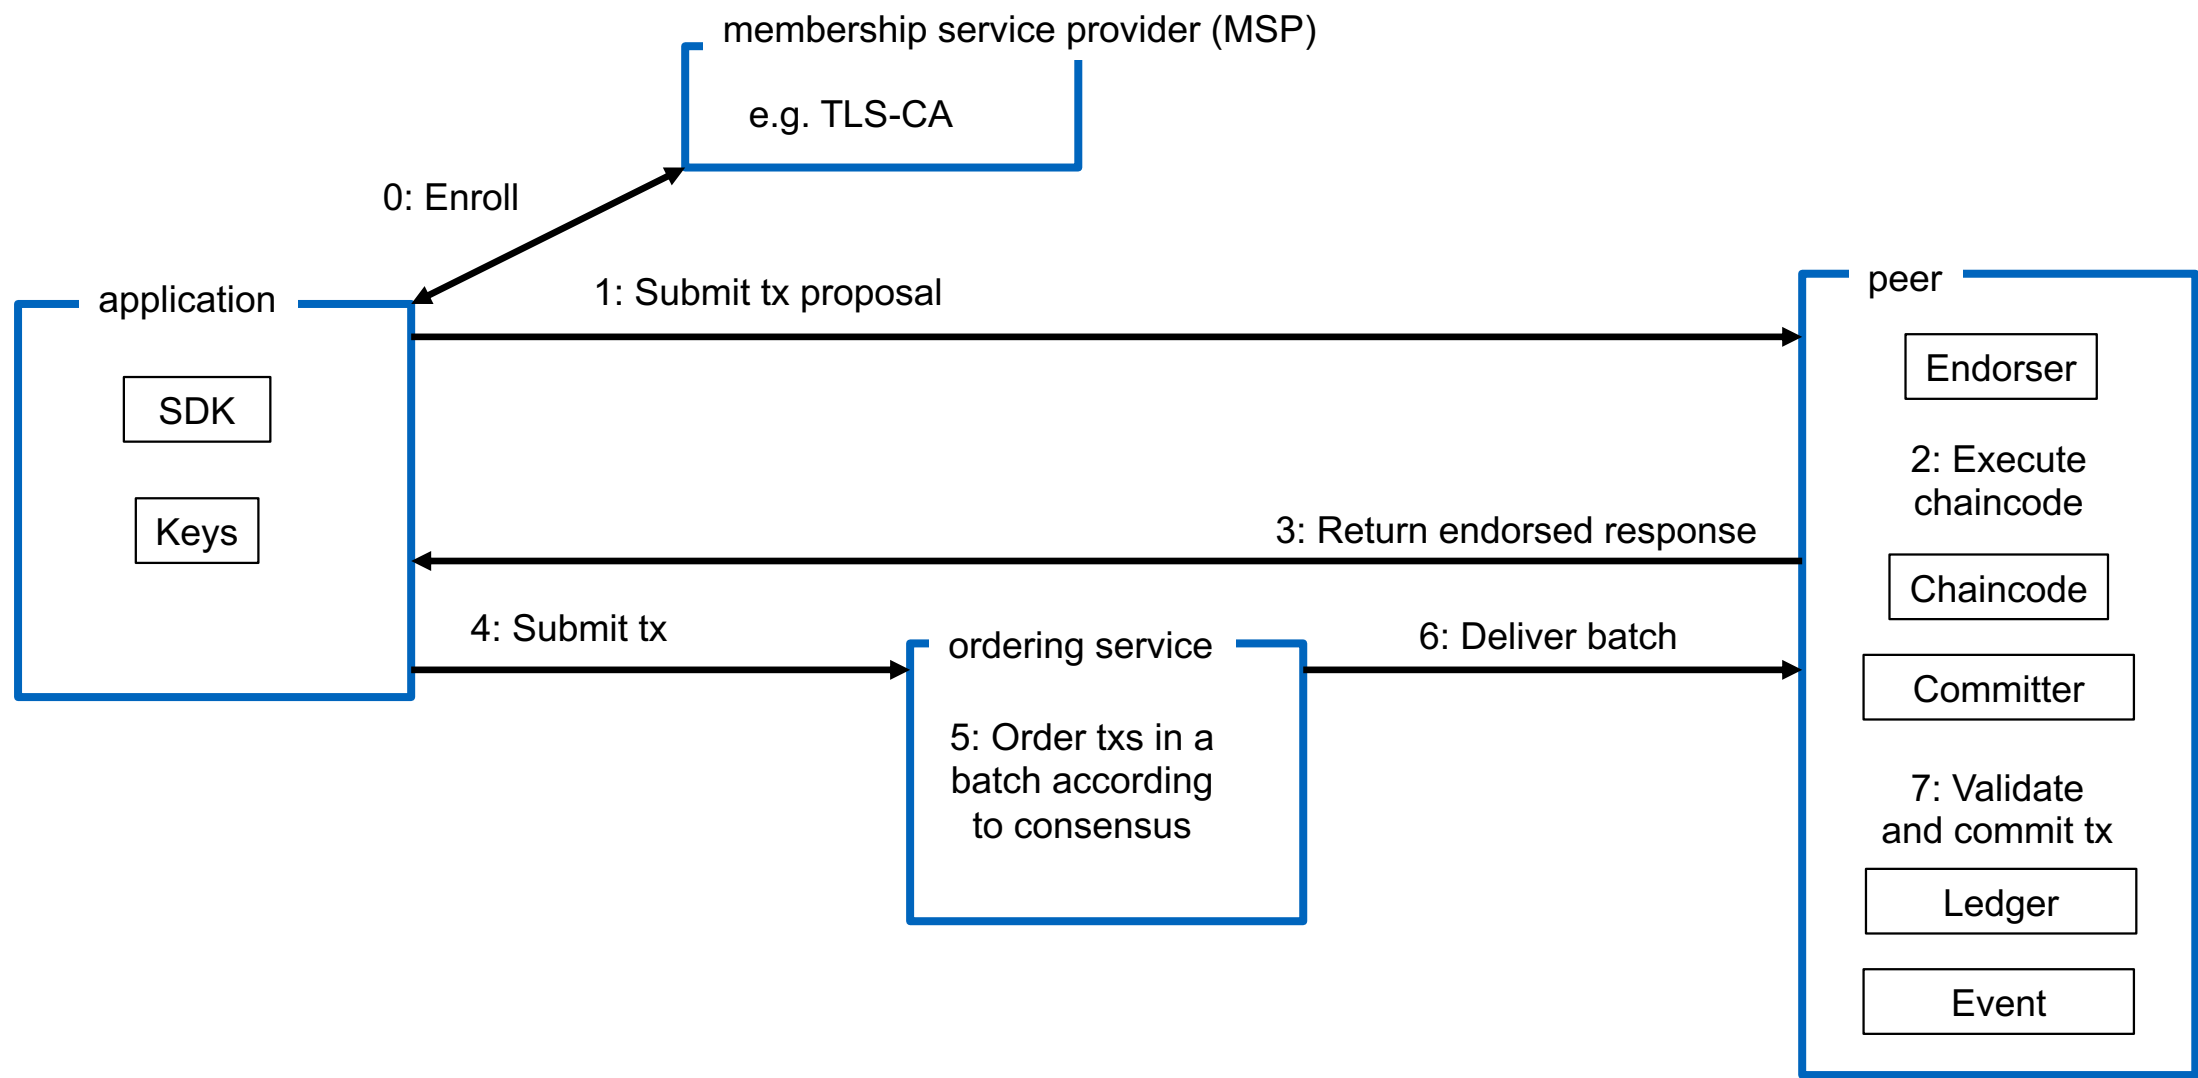 membership service provider (MSP)
e.g. TLS-CA
0: Enroll
1: Submit tx proposal
application
SDK
Keys
peer
Endorser
2: Execute
chaincode
3: Return endorsed response
Chaincode
4: Submit tx
ordering service
5: Order txs in a
batch according
to consensus
6: Deliver batch
Committer
7: Validate
and commit tx
Ledger
Event